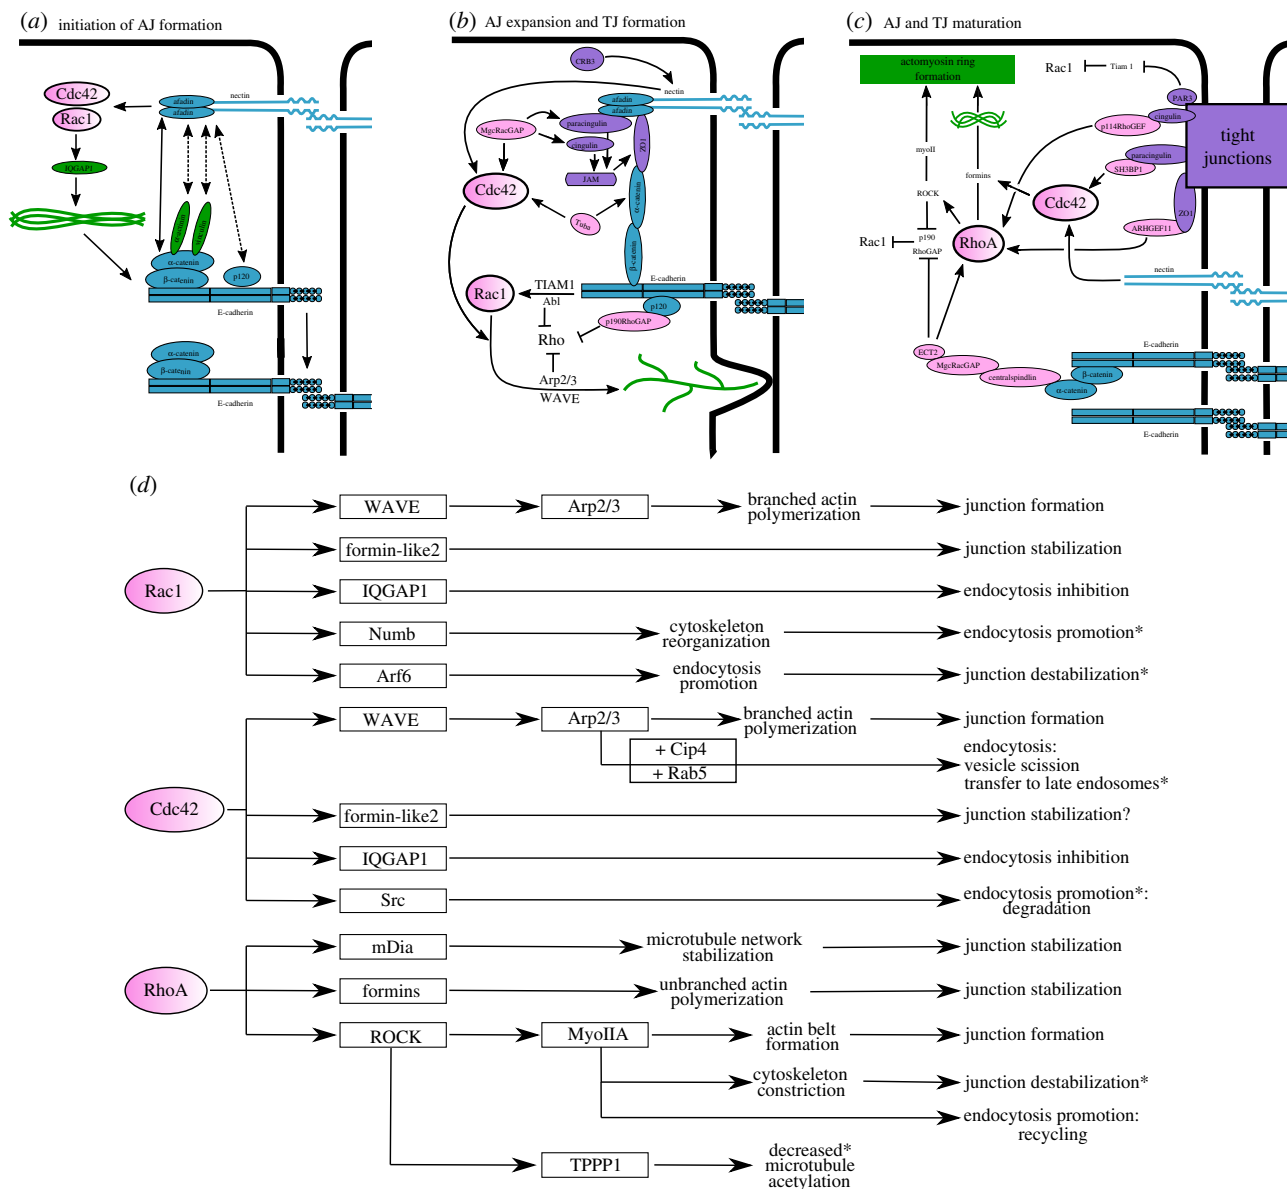 (a) initiation of AJ formation
Cdc42
Rac1
IQGAP1
afadin
afadin
nectin
α-actinin
vinculin
α-catenin
β-catenin
p120
E-cadherin
α-catenin
β-catenin
E-cadherin
(b) AJ expansion and TJ formation
CRB3
nectin
afadin
afadin
MgcRacGAP
paracingulin
cingulin
ZO1
JAM
Cdc42
α-catenin
Tuba
β-catenin
E-cadherin
Rac1
TIAM1
Abl
p120
p190RhoGAP
Rho
Arp2/3
WAVE
(c) AJ and TJ maturation
actomyosin ring
formation
Rac1
Tiam 1
PAR3
cingulin
p114RhoGEF
tight
junctions
myoII
paracingulin
SH3BP1
formins
ROCK
Cdc42
ZO1
ARHGEF11
Rac1
p190
RhoGAP
RhoA
nectin
ECT2
MgcRacGAP
centralspindlin
E-cadherin
β-catenin
α-catenin
E-cadherin
(d)
Rac1
WAVE
Arp2/3
branched actin
polymerization
junction formation
formin-like2
junction stabilization
IQGAP1
endocytosis inhibition
Numb
cytoskeleton
reorganization
endocytosis promotion*
Arf6
endocytosis
promotion
junction destabilization*
Cdc42
WAVE
Arp2/3
branched actin
polymerization
junction formation
+ Cip4
+ Rab5
endocytosis:
vesicle scission
transfer to late endosomes*
formin-like2
junction stabilization?
IQGAP1
endocytosis inhibition
Src
endocytosis promotion*:
degradation
RhoA
mDia
microtubule network
stabilization
junction stabilization
formins
unbranched actin
polymerization
junction stabilization
ROCK
MyoIIA
actin belt
formation
junction formation
cytoskeleton
constriction
junction destabilization*
endocytosis promotion:
recycling
TPPP1
decreased*
microtubule
acetylation